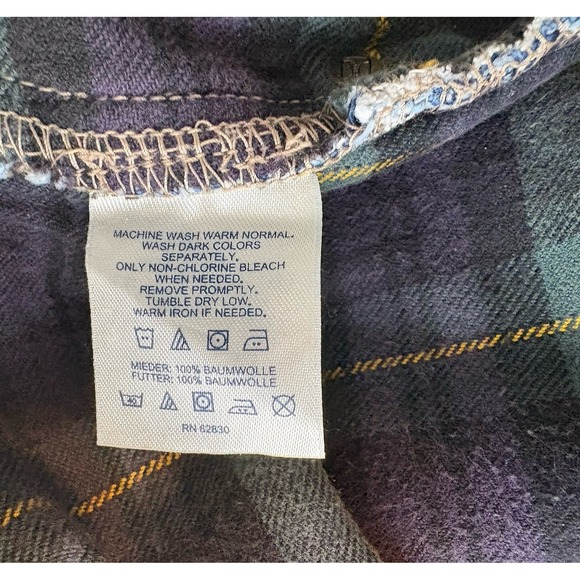 MACHINE WASH WARM NORMAL.
WASH DARK COLORS
SEPARATELY.
ONLY NON-CHLORINE BLEACH
WHEN NEEDED.
REMOVE PROMPTLY.
TUMBLE DRY LOW.
WARM IRON IF NEEDED.
MIEDER: 100% BAUMWOLLE
FUTTER: 100% BAUMWOLLE
40
RN 62830